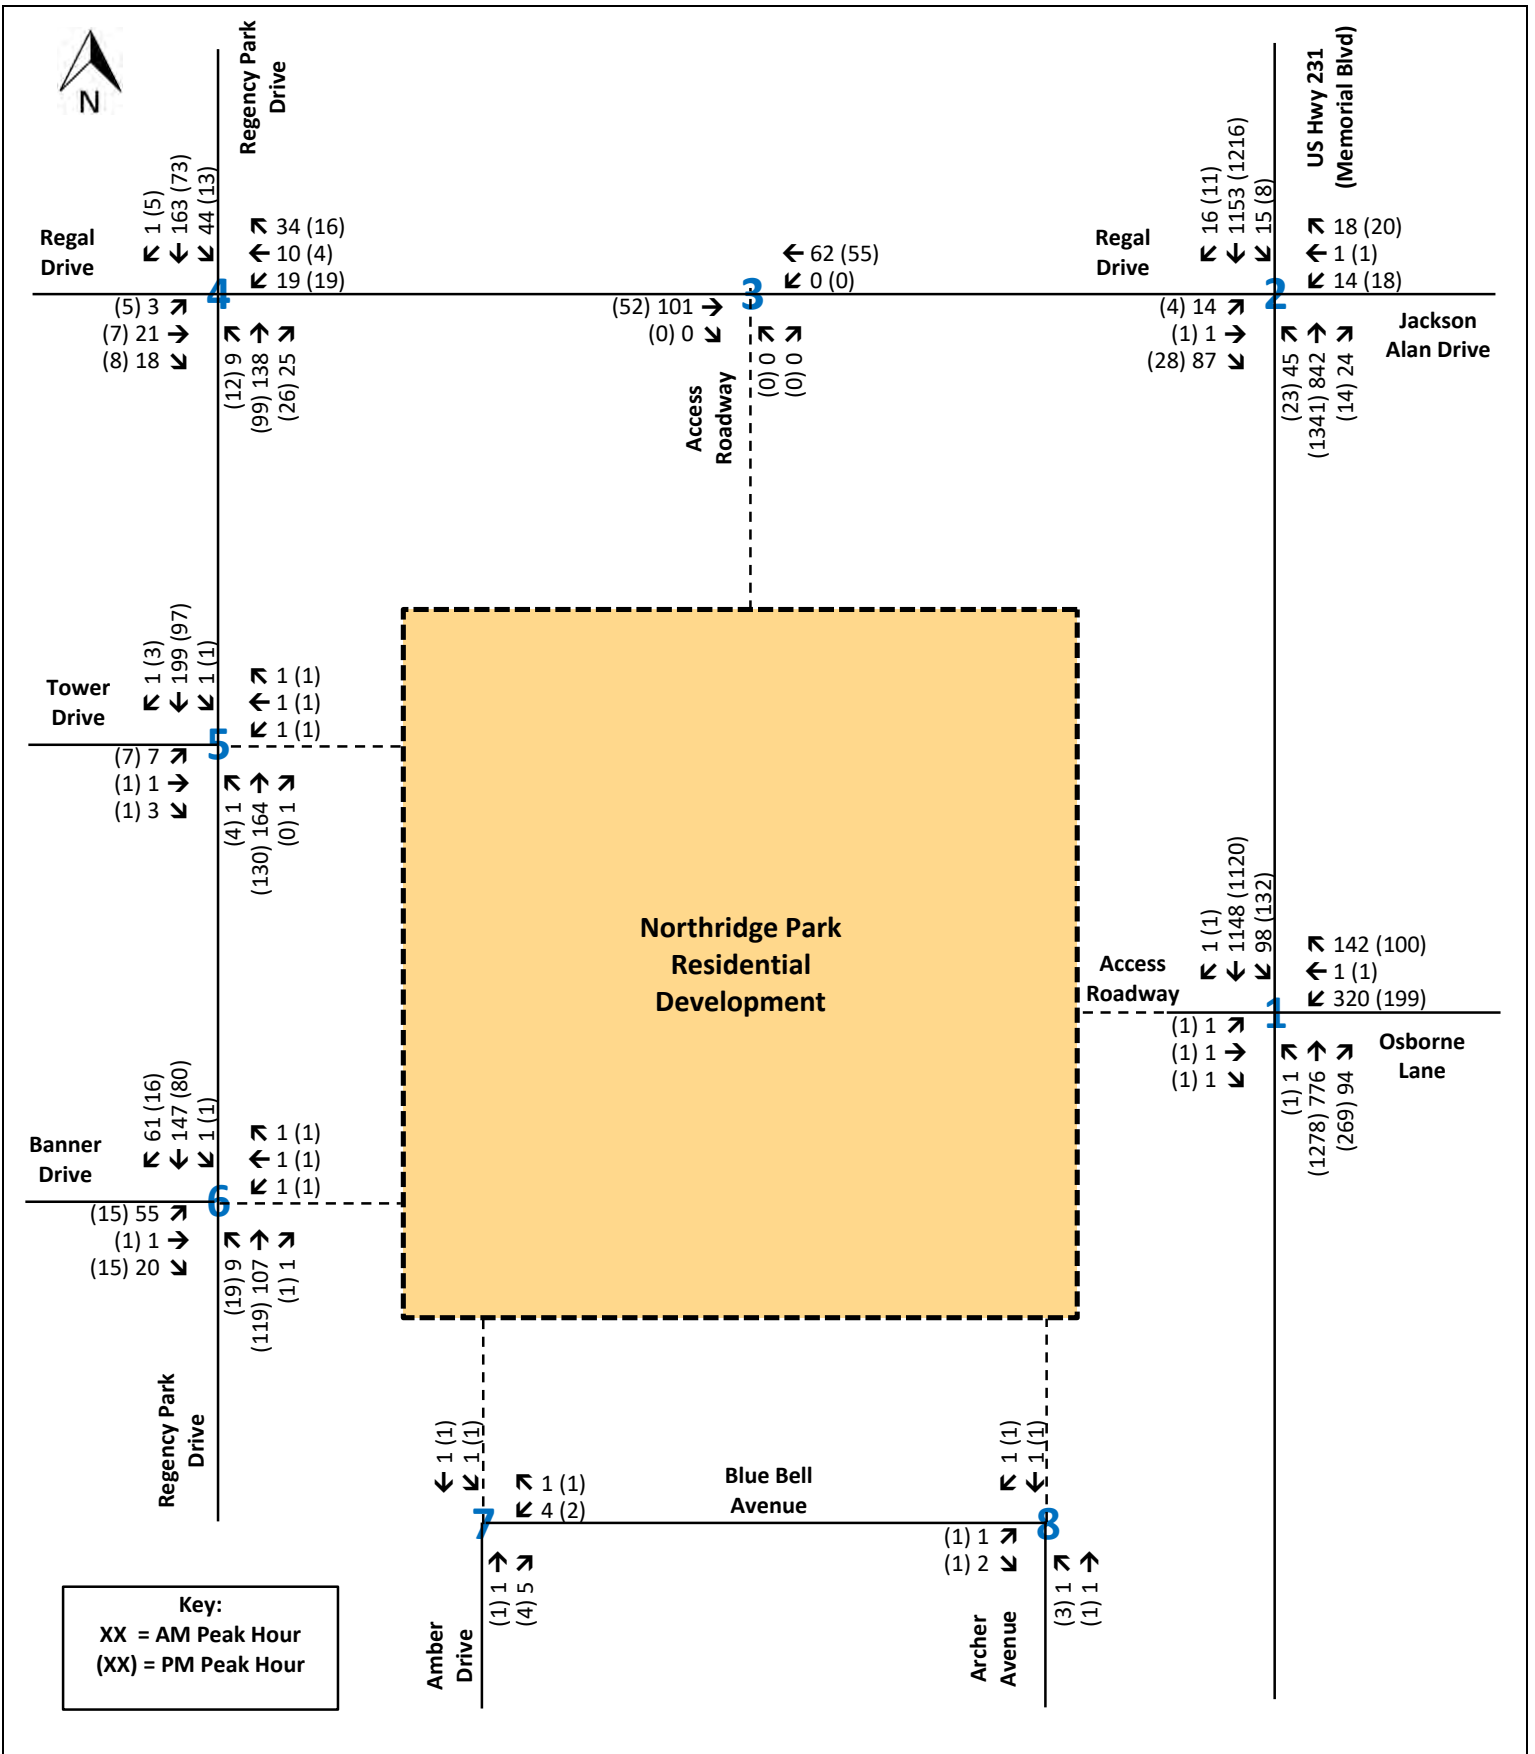 N
Regency Park
Drive
US Hwy 231
(Memorial Blvd)
Regal
Drive
1 (5)
163 (73)
44 (13)
34 (16)
10 (4)
19 (19)
4
(5) 3
(7) 21
(8) 18
(12) 9
(99) 138
(26) 25
62 (55)
0 (0)
3
(52) 101
(0) 0
(0) 0
(0) 0
Access
Roadway
Regal
Drive
16 (11)
1153 (1216)
15 (8)
18 (20)
1 (1)
14 (18)
2
(4) 14
(1) 1
(28) 87
(23) 45
(1341) 842
(14) 24
Jackson
Alan Drive
Tower
Drive
1 (3)
199 (97)
1 (1)
1 (1)
1 (1)
1 (1)
5
(7) 7
(1) 1
(1) 3
(4) 1
(130) 164
(0) 1
Northridge Park
Residential
Development
Access
Roadway
1 (1)
1148 (1120)
98 (132)
142 (100)
1 (1)
320 (199)
1
(1) 1
(1) 1
(1) 1
(1) 1
(1278) 776
(269) 94
Osborne
Lane
Banner
Drive
61 (16)
147 (80)
1 (1)
1 (1)
1 (1)
1 (1)
6
(15) 55
(1) 1
(15) 20
(19) 9
(119) 107
(1) 1
Regency Park
Drive
1 (1)
1 (1)
1 (1)
4 (2)
7
(1) 1
(4) 5
Amber
Drive
Blue Bell
Avenue
1 (1)
1 (1)
8
(1) 1
(1) 2
(3) 1
(1) 1
Archer
Avenue
Key:
XX = AM Peak Hour
(XX) = PM Peak Hour